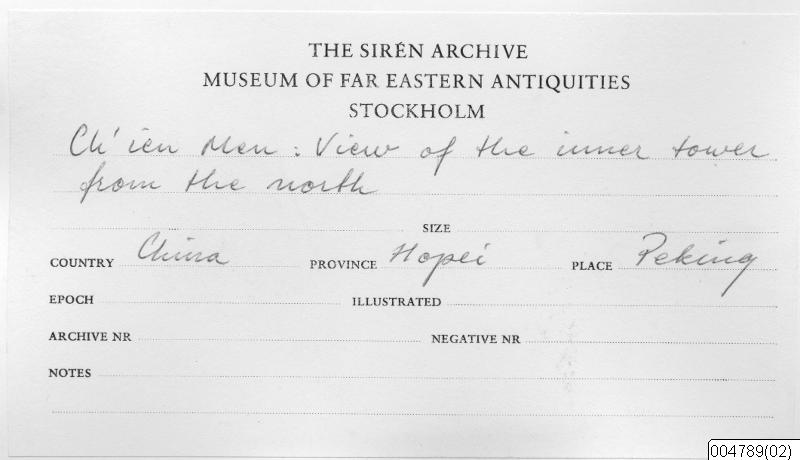 THE SIRÉN ARCHIVE
MUSEUM OF FAR EASTERN ANTIQUITIES
STOCKHOLM
Ch'ien Men: View of the inner tower
from the north
SIZE
COUNTRY China PROVINCE Hopei PLACE Peking
EPOCH ILLUSTRATED
ARCHIVE NR NEGATIVE NR
NOTES
004789(02)